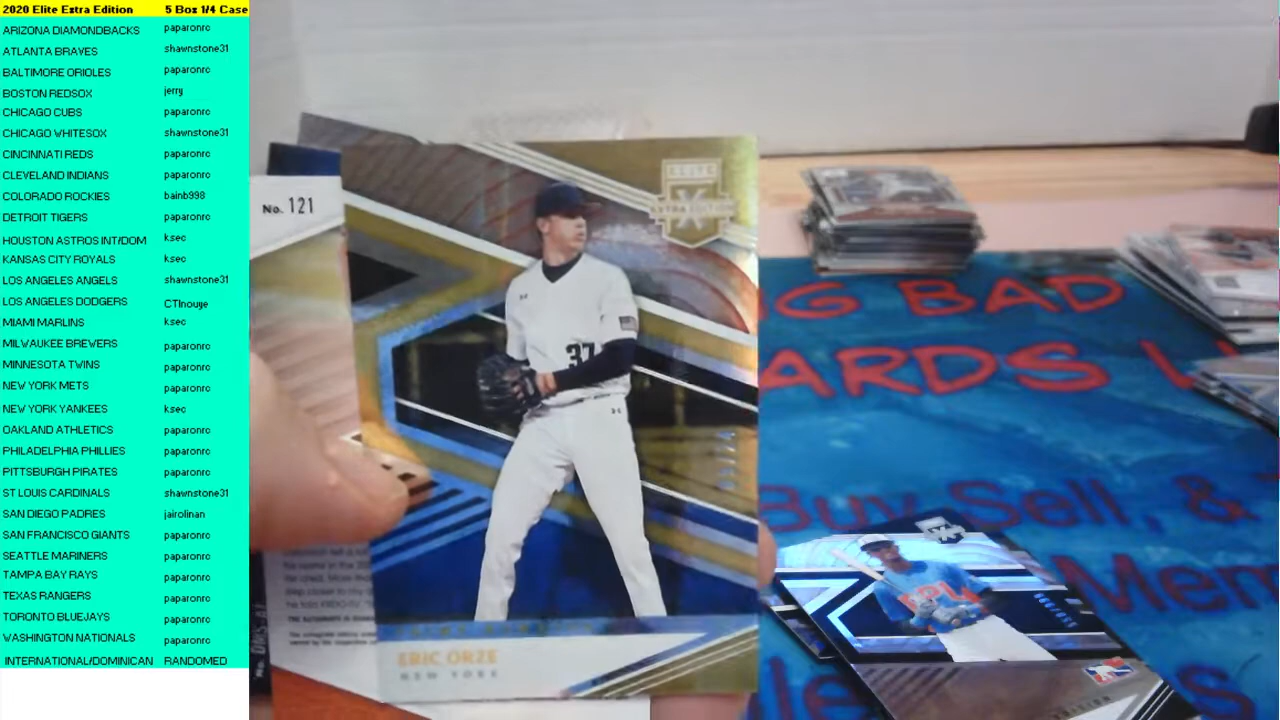 2020 Elite Extra Edition 5 Box 1/4 Case
ARIZONA DIAMONDBACKS paparonro
ATLANTA BRAVES shawnstone31
BALTIMORE ORIOLES paparonro
BOSTON REDSOX jerry
CHICAGO CUBS paparonro
CHICAGO WHITESOX shawnstone31
CINCINNATI REDS paparonro
CLEVELAND INDIANS paparonro
COLORADO ROCKIES bainb998
DETROIT TIGERS paparonro
HOUSTON ASTROS INT/DOM ksec
KANSAS CITY ROYALS ksec
LOS ANGELES ANGELS shawnstone31
LOS ANGELES DODGERS CTInouye
MIAMI MARLINS ksec
MILWAUKEE BREWERS paparonro
MINNESOTA TWINS paparonro
NEW YORK METS paparonro
NEW YORK YANKEES ksec
OAKLAND ATHLETICS paparonro
PHILADELPHIA PHILLIES paparonro
PITTSBURGH PIRATES paparonro
ST LOUIS CARDINALS shawnstone31
SAN DIEGO PADRES jairolinan
SAN FRANCISCO GIANTS paparonro
SEATTLE MARINERS paparonro
TAMPA BAY RAYS paparonro
TEXAS RANGERS paparonro
TORONTO BLUEJAYS paparonro
WASHINGTON NATIONALS paparonro
INTERNATIONAL/DOMINICAN RANDOMED
No. 121
ELITE
EXTRA EDITION
37
ERIC ORZE
NEW YORK
BAD
ARDS
Buy, Sell, &